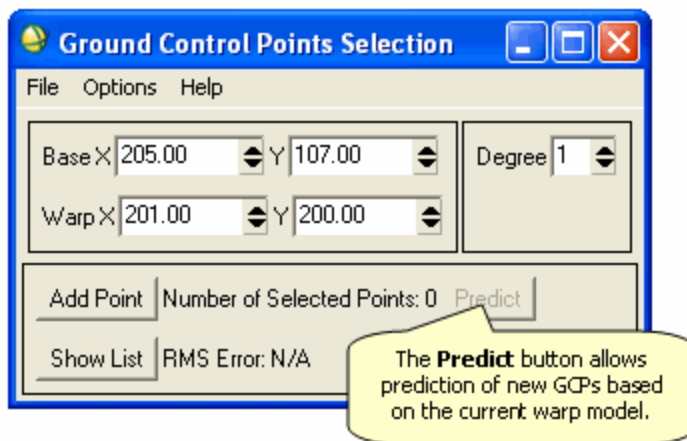 Ground Control Points Selection
File Options Help
Base X 205.00 Y 107.00 Degree 1
Warp X 201.00 Y 200.00
Add Point Number of Selected Points: 0 Predict
Show List RMS Error: N/A
The Predict button allows
prediction of new GCPs based
on the current warp model.